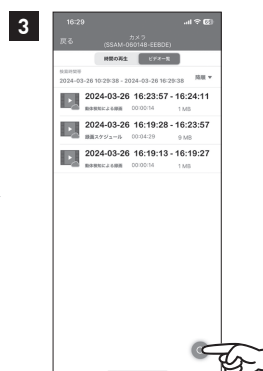 3
16:29
戻る
カメラ
(SSAM-060148-EEBDE)
時間の再生
ビデオ一覧
2024-03-26 10:29:38 - 2024-03-26 16:29:38
間隔 ▼
2024-03-26 16:23:57 - 16:24:11
動体検知による録画 00:00:14 1 MB
2024-03-26 16:19:28 - 16:23:57
録画スケジュール 00:04:29 9 MB
2024-03-26 16:19:13 - 16:19:27
動体検知による録画 00:00:14 1 MB